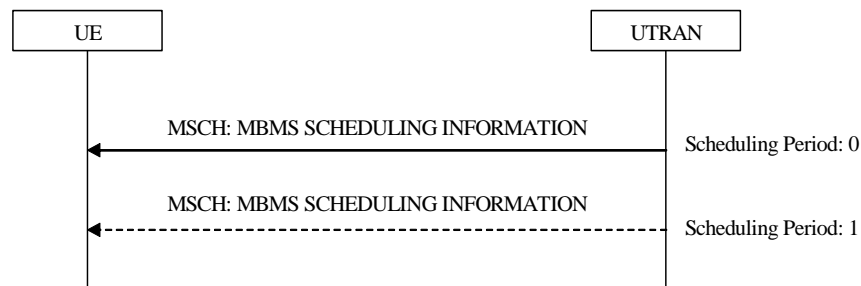 UE
UTRAN
MSCH: MBMS SCHEDULING INFORMATION
Scheduling Period: 0
MSCH: MBMS SCHEDULING INFORMATION
Scheduling Period: 1